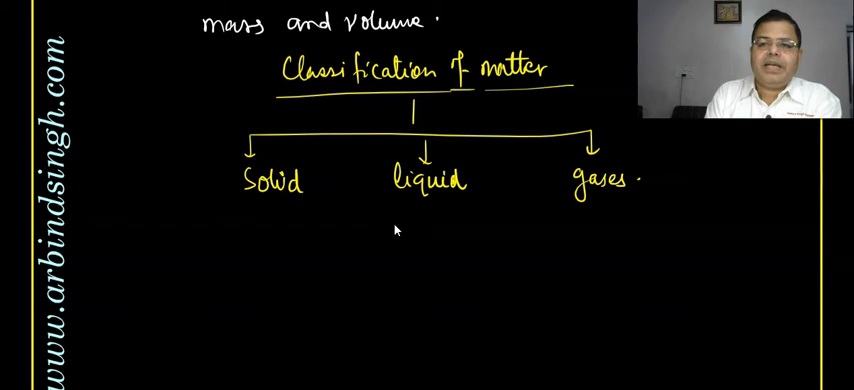 mass and volume.
Classification of matter
Solid liquid gases.
www.arbindsingh.com